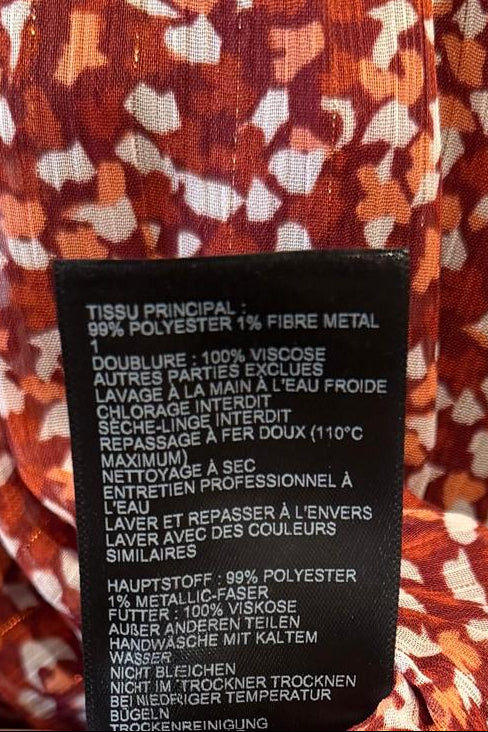 TISSU PRINCIPAL :
99% POLYESTER 1% FIBRE METAL
1
DOUBLURE : 100% VISCOSE
AUTRES PARTIES EXCLUES
LAVAGE À LA MAIN À L'EAU FROIDE
CHLORAGE INTERDIT
SÈCHE-LINGE INTERDIT
REPASSAGE À FER DOUX (110°C
MAXIMUM)
NETTOYAGE À SEC
ENTRETIEN PROFESSIONNEL À
L'EAU
LAVER ET REPASSER À L'ENVERS
LAVER AVEC DES COULEURS
SIMILAIRES
HAUPTSTOFF : 99% POLYESTER
1% METALLIC-FASER
FUTTER : 100% VISKOSE
AUßER ANDEREN TEILEN
HANDWÄSCHE MIT KALTEM
WASSER
NICHT BLEICHEN
NICHT IM TROCKNER TROCKNEN
BEI NIEDRIGER TEMPERATUR
BÜGELN
TROCKENREINIGUNG